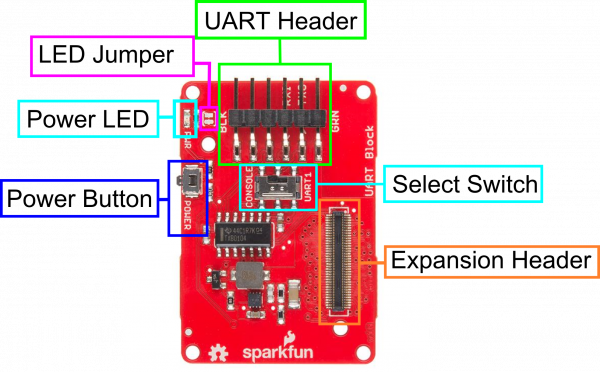 UART Header
LED Jumper
Power LED
Power Button
Select Switch
Expansion Header
BLK
GRN
PWR
POWER
CONSOLE
UART1
UART Block
sparkfun